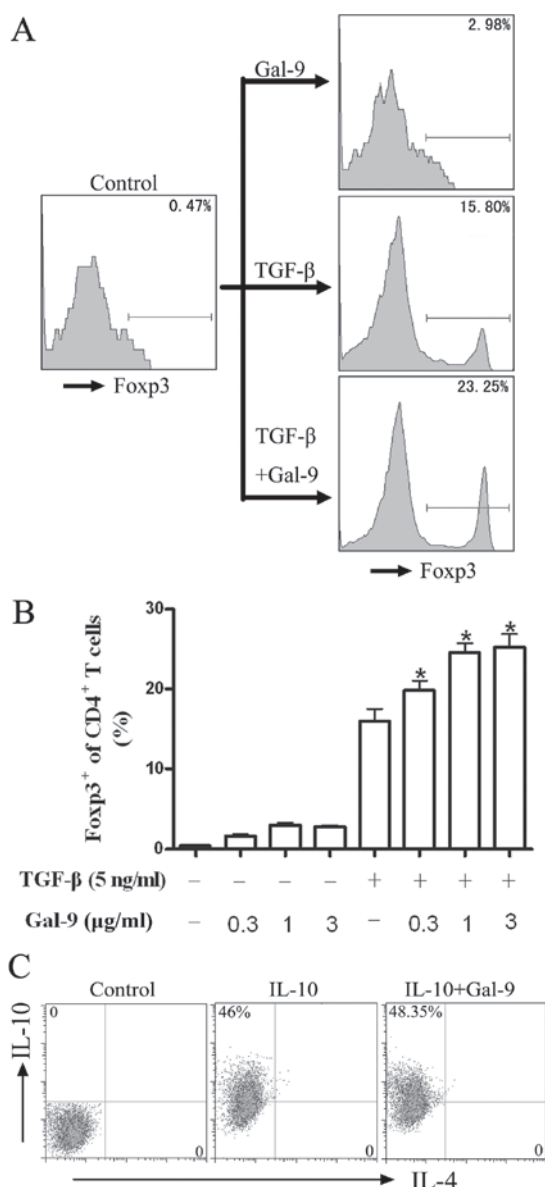 A
Gal-9
2.98%
Control
0.47%
TGF-β
15.80%
Foxp3
TGF-β
+Gal-9
23.25%
Foxp3
B
Foxp3⁺ of CD4⁺ T cells
(%)
30
20
10
0
* * *
TGF-β (5 ng/ml) − − − − + + + +
Gal-9 (μg/ml) − 0.3 1 3 − 0.3 1 3
C
Control IL-10 IL-10+Gal-9
IL-10
0 46% 48.35%
0 0 0
IL-4